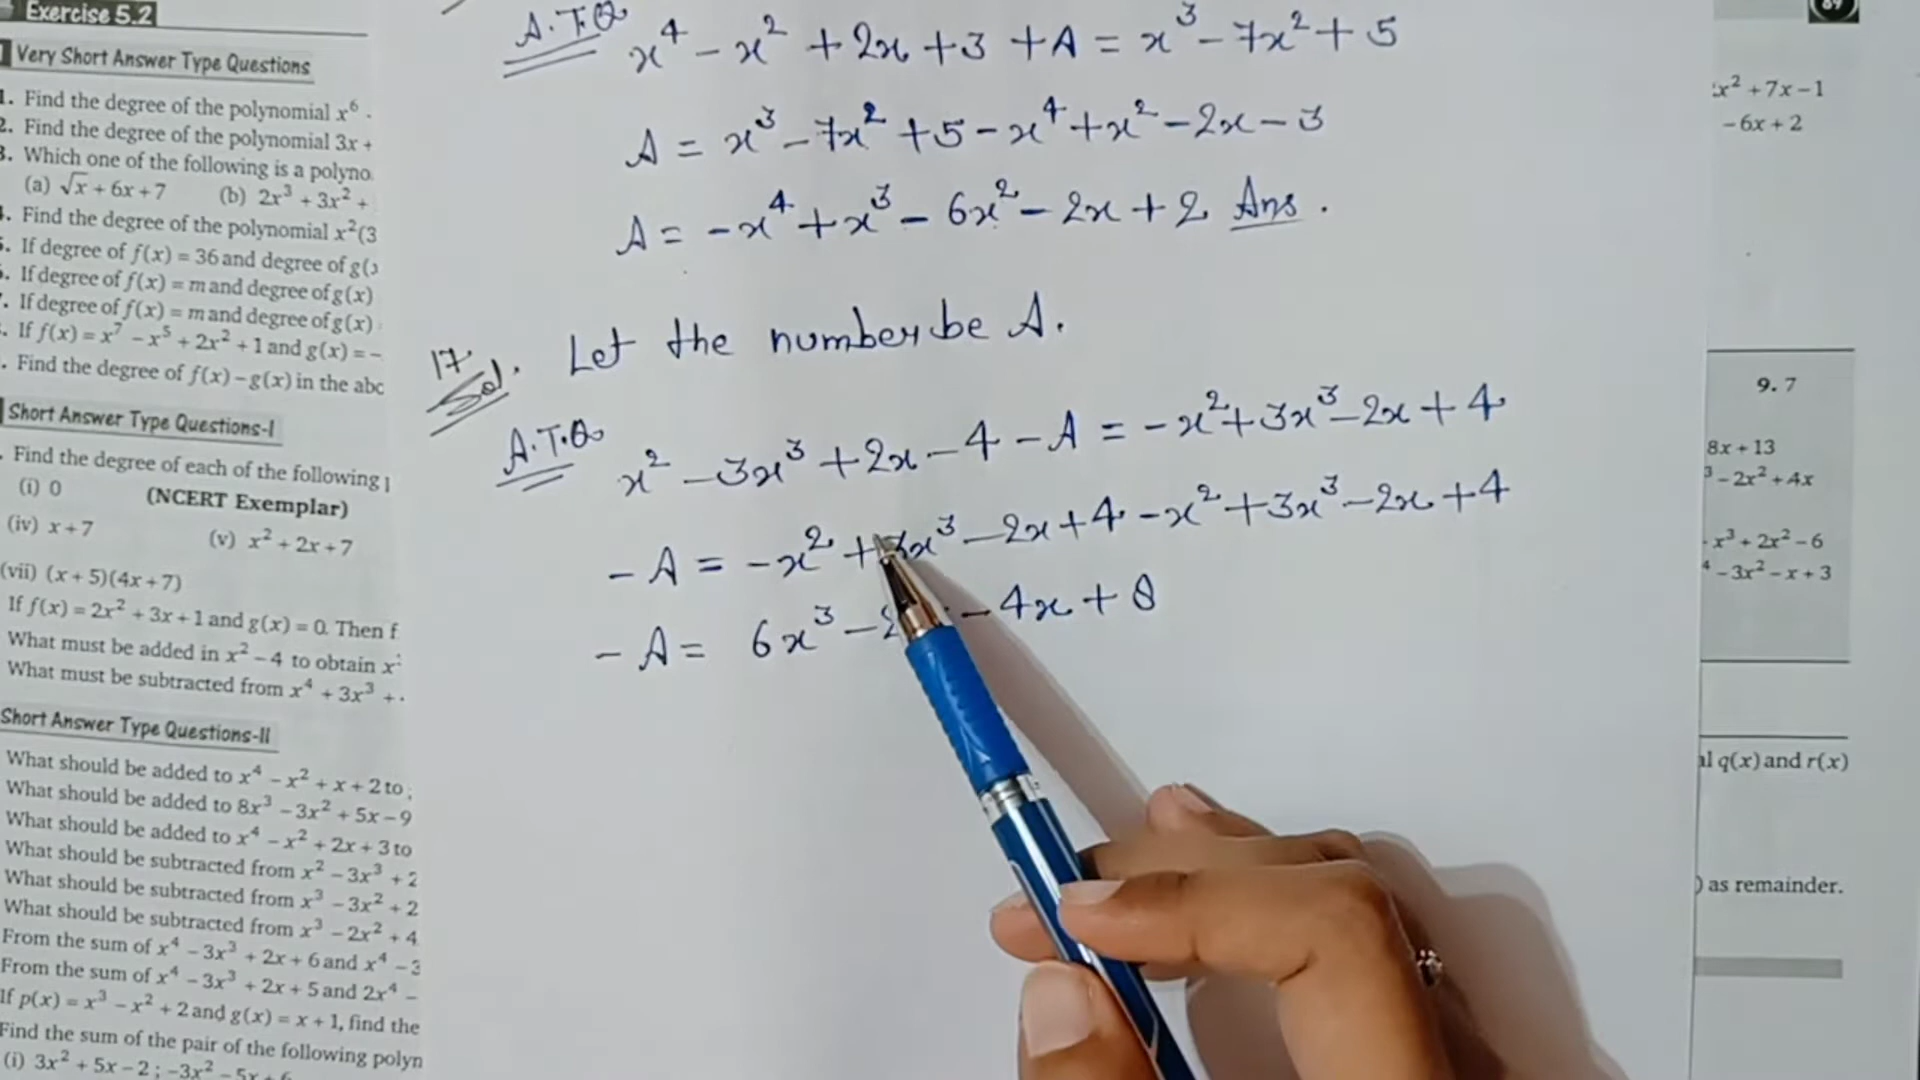 Exercise 5.2
Very Short Answer Type Questions
1. Find the degree of the polynomial x⁶ -
2. Find the degree of the polynomial 3x +
3. Which one of the following is a polyno
(a) √x + 6x + 7 (b) 2x³ + 3x² +
. Find the degree of the polynomial x²(3
5. If degree of f(x) = 36 and degree of g(x
. If degree of f(x) = m and degree of g(x)
. If degree of f(x) = m and degree of g(x)
. If f(x) = x⁷ - x⁵ + 2x² + 1 and g(x) = -
. Find the degree of f(x) - g(x) in the abo
Short Answer Type Questions-I
. Find the degree of each of the following
(i) 0 (NCERT Exemplar)
(iv) x + 7 (v) x² + 2x + 7
(vii) (x + 5)(4x + 7)
If f(x) = 2x² + 3x + 1 and g(x) = 0. Then f
What must be added in x² - 4 to obtain x
What must be subtracted from x⁴ + 3x³ +
Short Answer Type Questions-II
What should be added to x⁴ - x² + x + 2 to
What should be added to 8x³ - 3x² + 5x - 9
What should be added to x⁴ - x² + 2x + 3 to
What should be subtracted from x² - 3x³ + 2
What should be subtracted from x³ - 3x² + 2
What should be subtracted from x³ - 2x² + 4
From the sum of x⁴ - 3x³ + 2x + 6 and x⁴ - 3
From the sum of x⁴ - 3x³ + 2x + 5 and 2x⁴ -
If p(x) = x³ - x² + 2 and g(x) = x + 1, find the
Find the sum of the pair of the following polyn
(i) 3x² + 5x - 2 ; -3x² - 5x + 6
A.T.Q x⁴ - x² + 2x + 3 + A = x³ - 7x² + 5
A = x³ - 7x² + 5 - x⁴ + x² - 2x - 3
A = -x⁴ + x³ - 6x² - 2x + 2 Ans.
17 Sol. Let the number be A.
A.T.Q x² - 3x³ + 2x - 4 - A = -x² + 3x³ - 2x + 4
- A = -x² + 3x³ - 2x + 4 - x² + 3x³ - 2x + 4
- A = 6x³ - 2 - 4x + 8
x² + 7x - 1
- 6x + 2
9. 7
8x + 13
³ - 2x² + 4x
x³ + 2x² - 6
⁴ - 3x² - x + 3
al q(x) and r(x)
) as remainder.